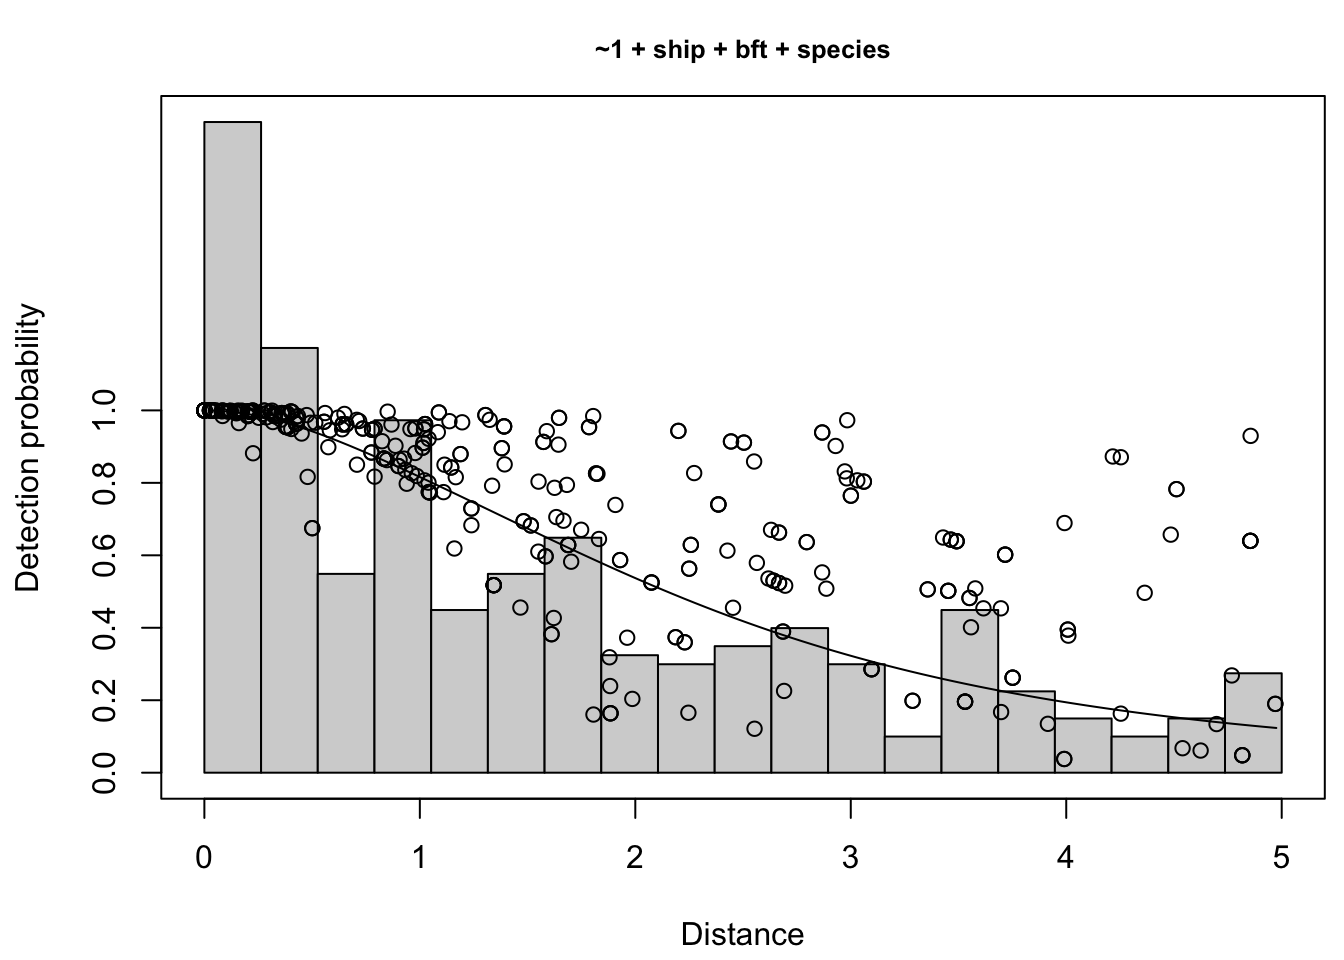 ~1 + ship + bft + species
Detection probability
1.0
0.8
0.6
0.4
0.2
0.0
0 1 2 3 4 5
Distance